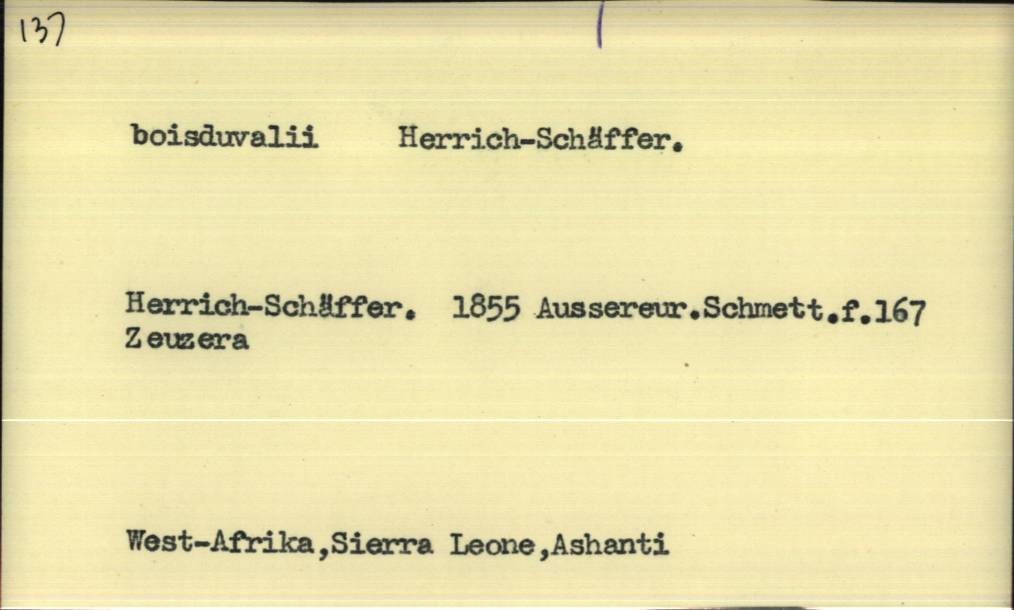 137
boisduvalii Herrich-Schäffer.
Herrich-Schäffer. 1855 Aussereur.Schmett.f.167
Zeuzera
West-Afrika,Sierra Leone,Ashanti